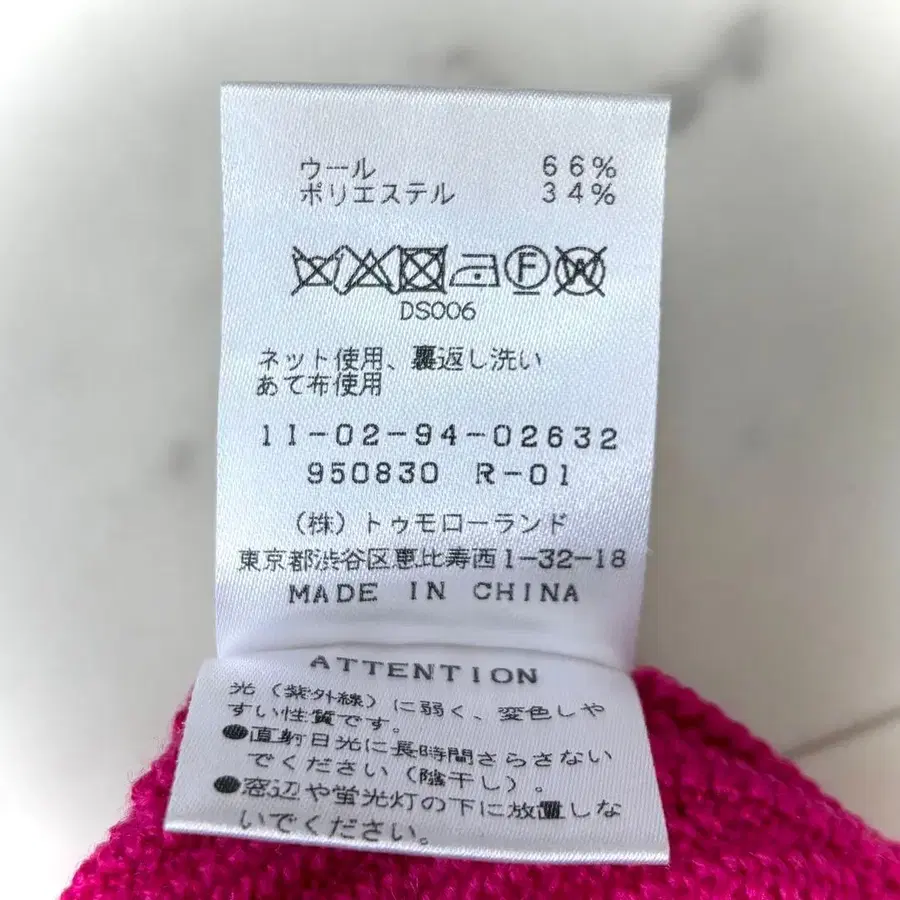 ウール 66%
ポリエステル 34%
F W
DS006
ネット使用、裏返し洗い
あて布使用
11-02-94-02632
950830 R-01
（株）トゥモローランド
東京都渋谷区恵比寿西1-32-18
MADE IN CHINA
ATTENTION
光（紫外線）に弱く、変色しや
すい性質です。
●直射日光に長時間さらさない
でください（陰干し）。
●窓辺や蛍光灯の下に放置しな
いでください。